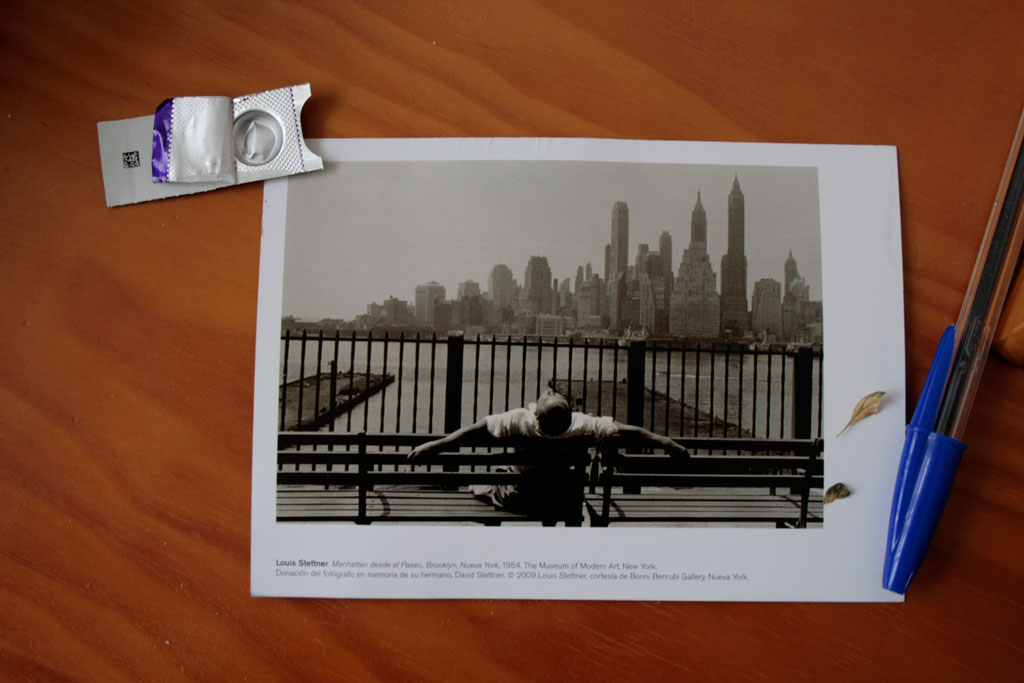 Louis Stettner. Manhattan desde el Paseo, Brooklyn, Nueva York, 1954. The Museum of Modern Art, New York.
Donación del fotógrafo en memoria de su hermano, David Stettner. © 2009 Louis Stettner, cortesía de Bonni Benrubi Gallery, Nueva York.